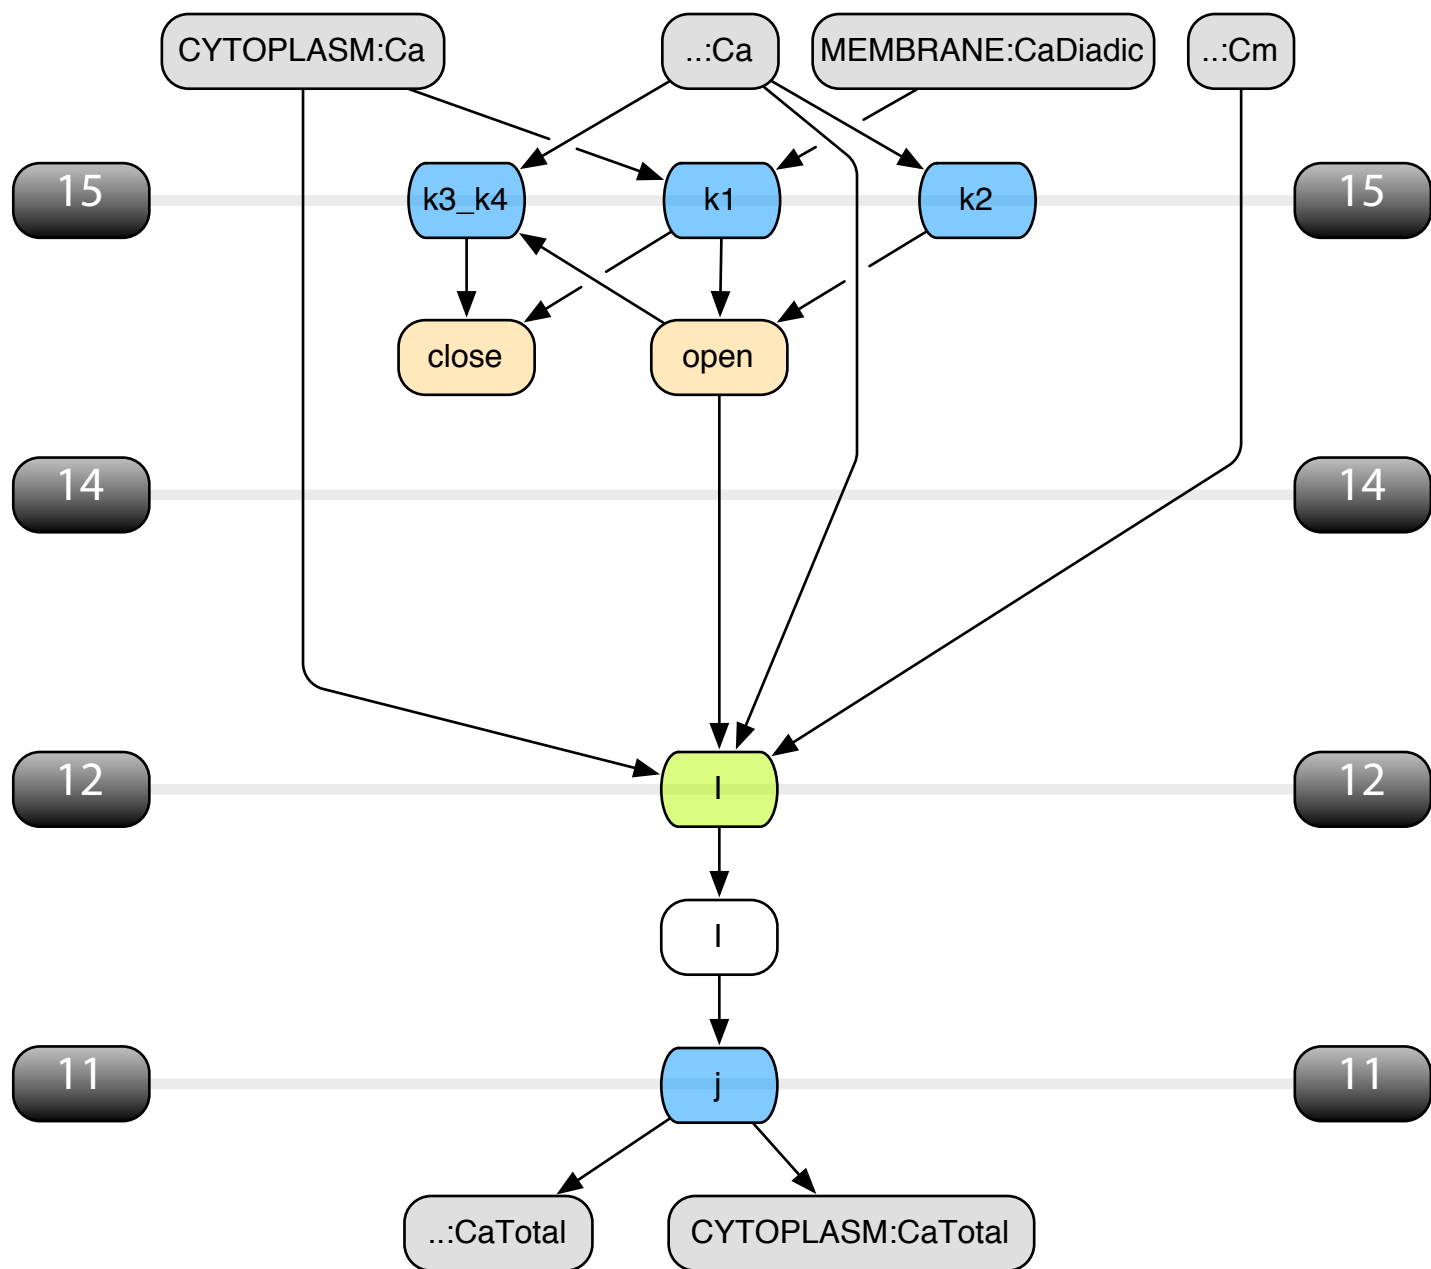 CYTOPLASM:Ca ..:Ca MEMBRANE:CaDiadic ..:Cm
15 k3_k4 k1 k2 15
close open
14 14
12 I 12
I
11 j 11
..:CaTotal CYTOPLASM:CaTotal